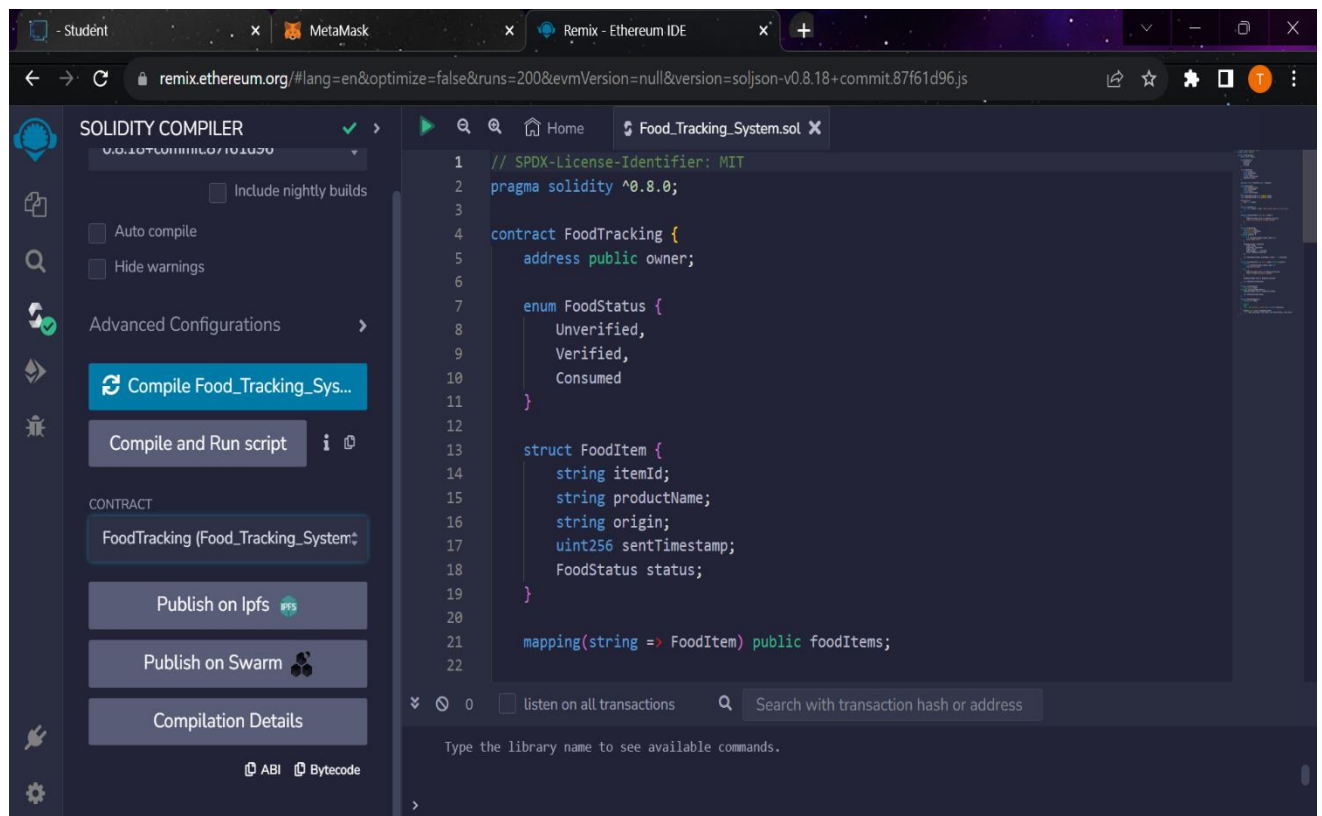 - Student
MetaMask
Remix - Ethereum IDE
remix.ethereum.org/#lang=en&optimize=false&runs=200&evmVersion=null&version=soljson-v0.8.18+commit.87f61d96.js
T
SOLIDITY COMPILER
0.8.18+commit.87f61d96
Include nightly builds
Auto compile
Hide warnings
Advanced Configurations
Compile Food_Tracking_Sys...
Compile and Run script
i
CONTRACT
FoodTracking (Food_Tracking_System
Publish on Ipfs
IPFS
Publish on Swarm
Compilation Details
ABI Bytecode
Home Food_Tracking_System.sol
1 // SPDX-License-Identifier: MIT
2 pragma solidity ^0.8.0;
3
4 contract FoodTracking {
5 address public owner;
6
7 enum FoodStatus {
8 Unverified,
9 Verified,
10 Consumed
11 }
12
13 struct FoodItem {
14 string itemId;
15 string productName;
16 string origin;
17 uint256 sentTimestamp;
18 FoodStatus status;
19 }
20
21 mapping(string => FoodItem) public foodItems;
22
0 listen on all transactions Search with transaction hash or address
Type the library name to see available commands.
>